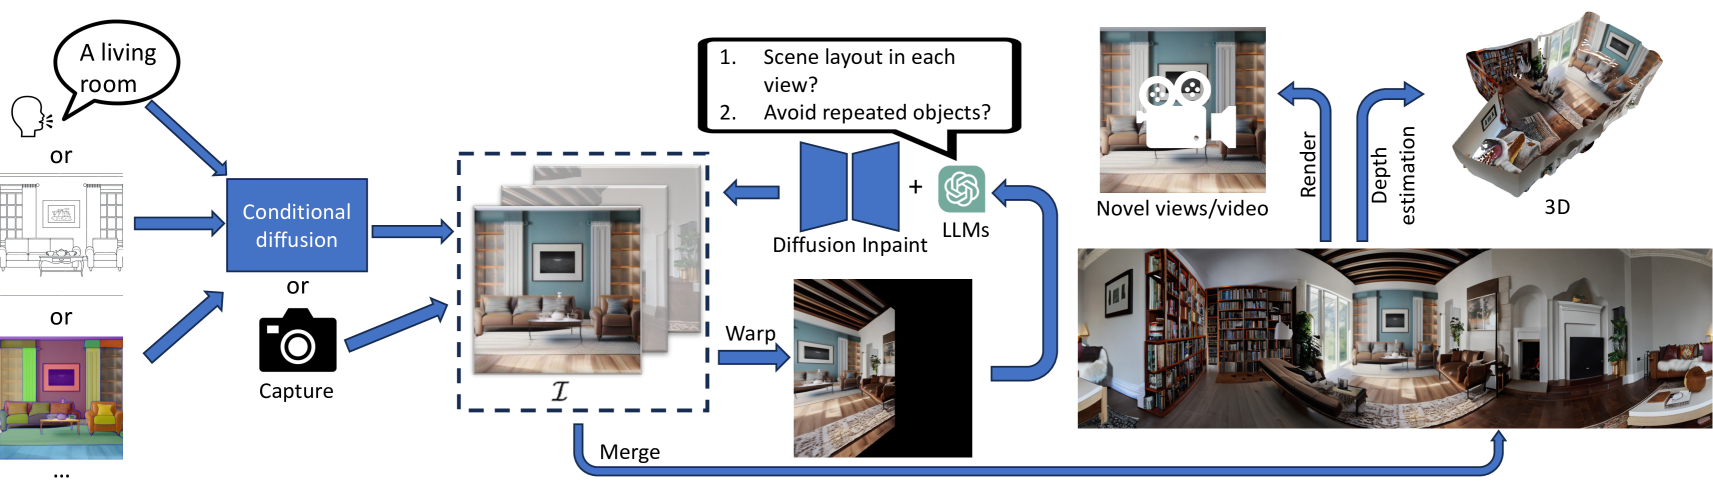 A living
room
or
or
...
Conditional
diffusion
or
Capture
𝓘
1. Scene layout in each
view?
2. Avoid repeated objects?
+
Diffusion Inpaint
LLMs
Warp
Merge
Novel views/video
Render
Depth
estimation
3D